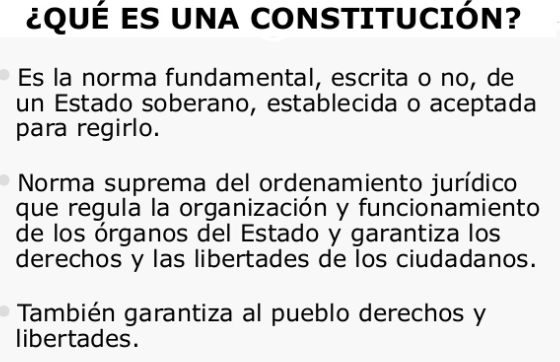 ¿QUÉ ES UNA CONSTITUCIÓN?
Es la norma fundamental, escrita o no, de
un Estado soberano, establecida o aceptada
para regirlo.
Norma suprema del ordenamiento jurídico
que regula la organización y funcionamiento
de los órganos del Estado y garantiza los
derechos y las libertades de los ciudadanos.
También garantiza al pueblo derechos y
libertades.